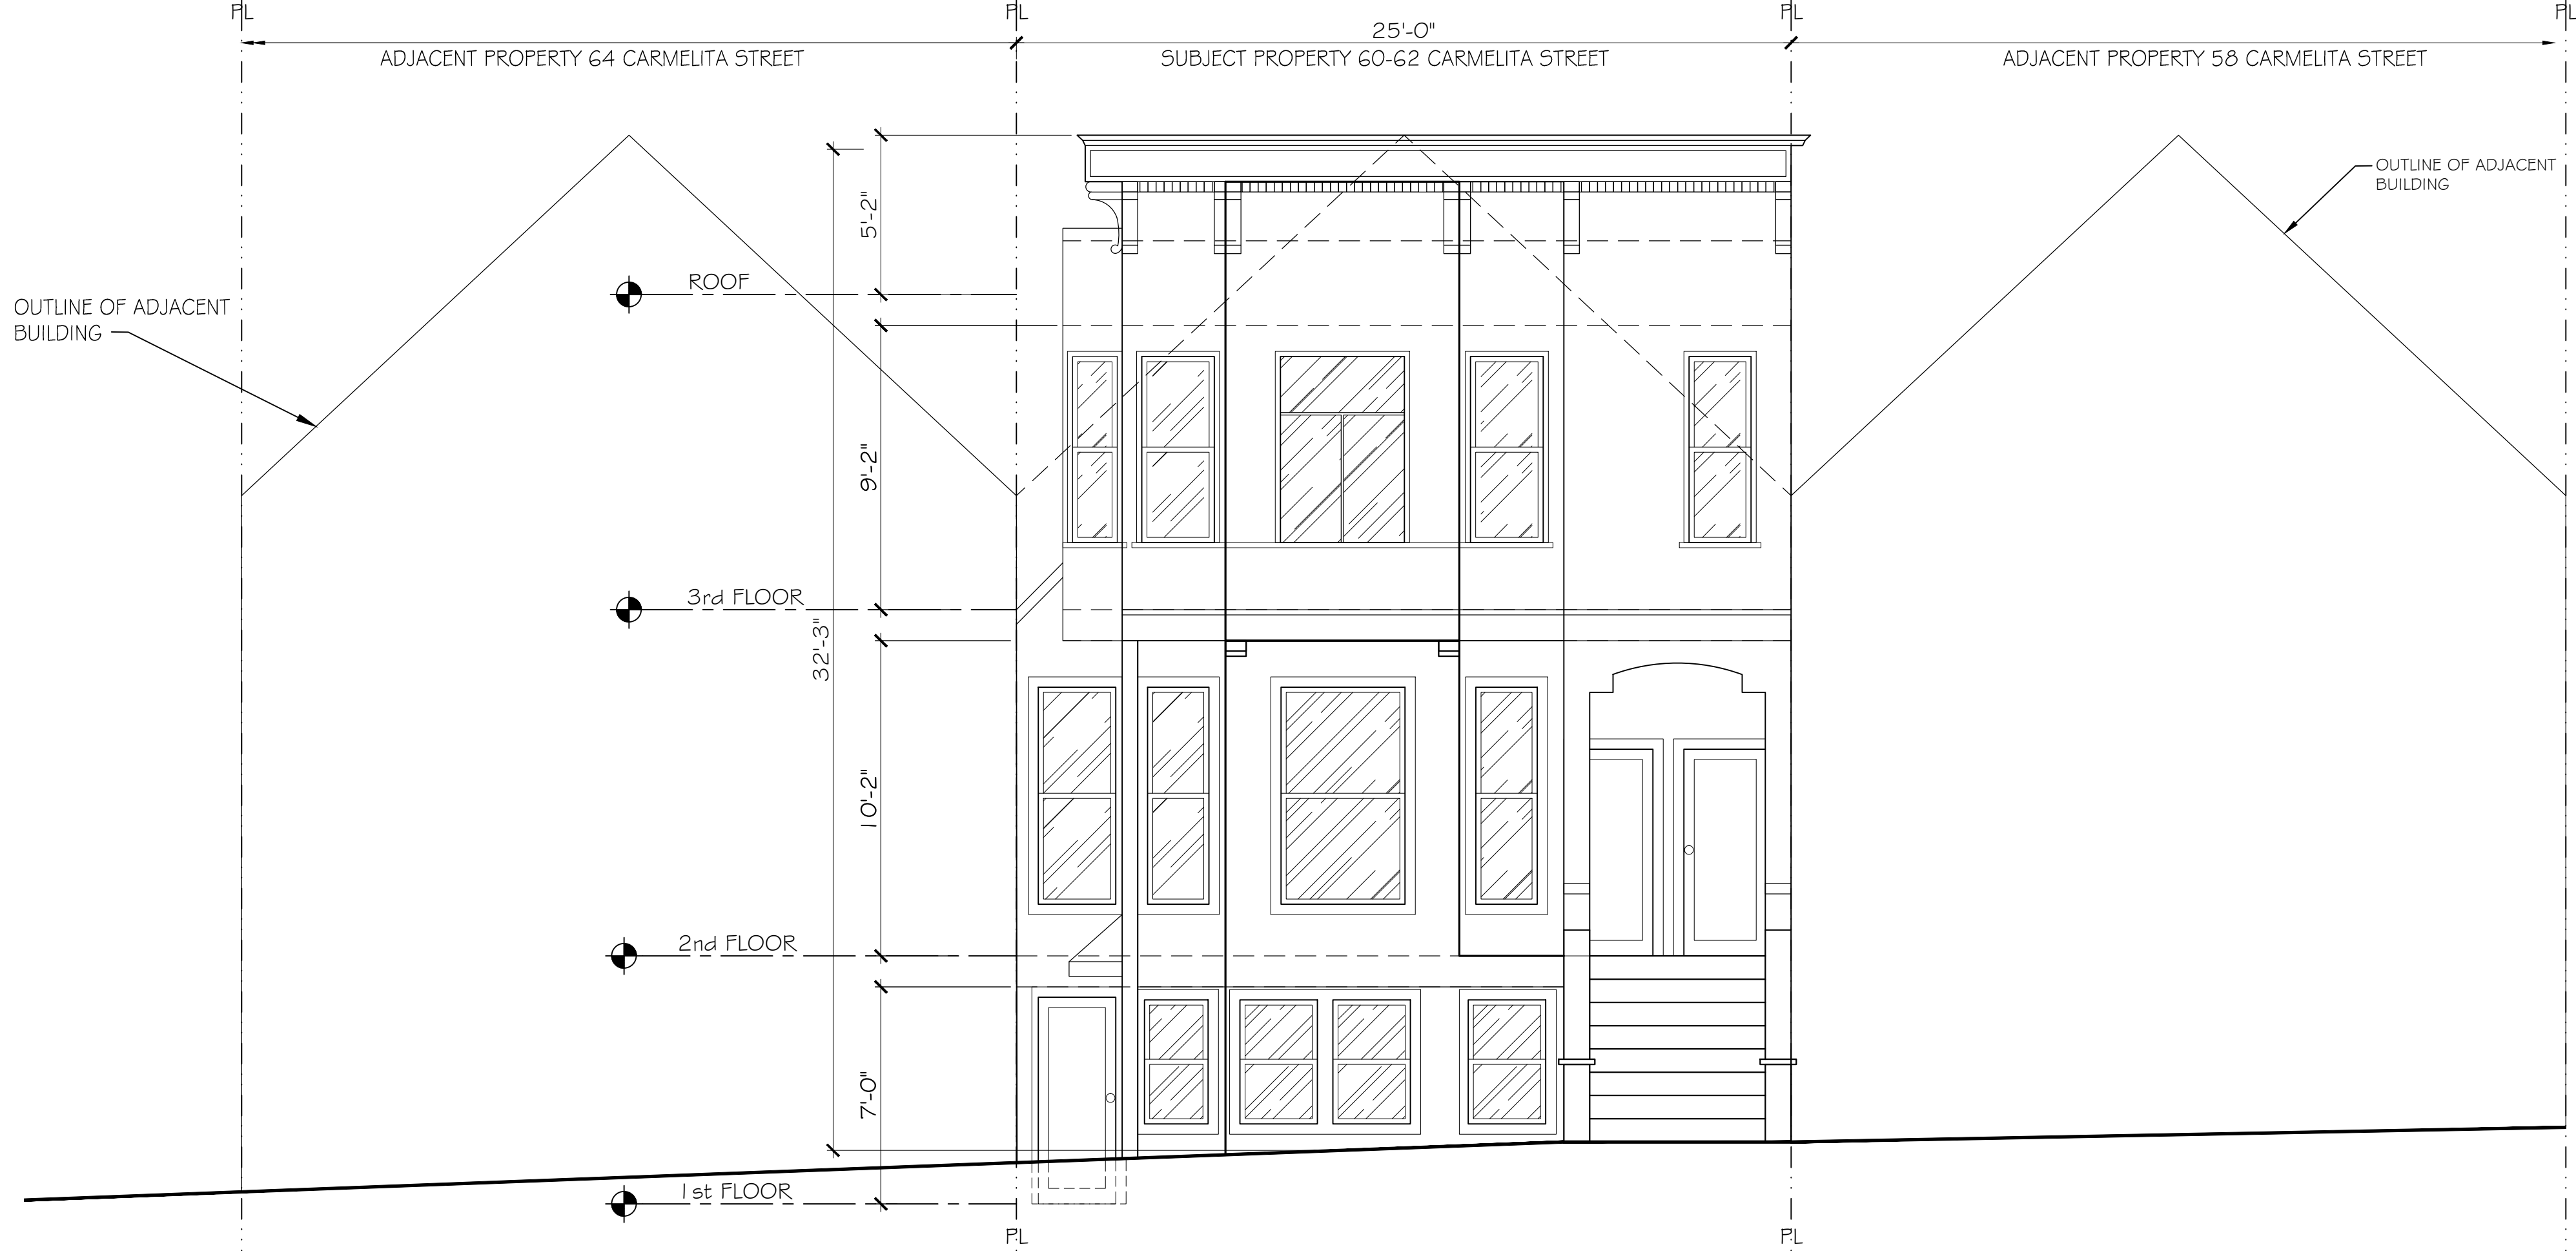 PL PL PL PL
25'-0"
ADJACENT PROPERTY 64 CARMELITA STREET
SUBJECT PROPERTY 60-62 CARMELITA STREET
ADJACENT PROPERTY 58 CARMELITA STREET
OUTLINE OF ADJACENT
BUILDING
5'-2"
ROOF
OUTLINE OF ADJACENT
BUILDING
9'-2"
3rd FLOOR
32'-3"
10'-2"
2nd FLOOR
7'-0"
1st FLOOR
PL PL